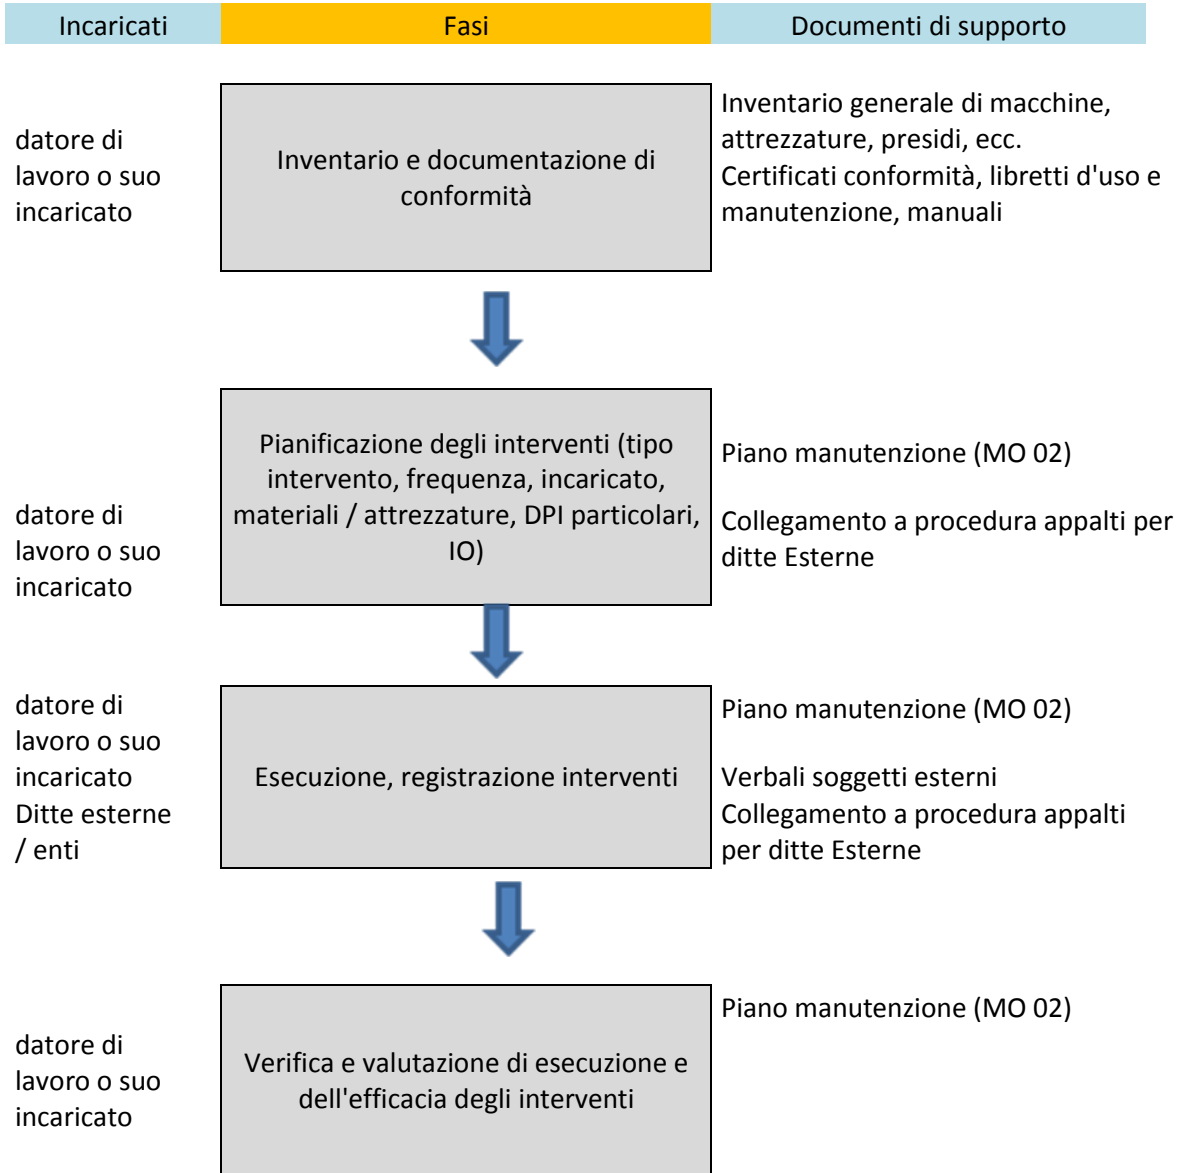 Incaricati
Fasi
Documenti di supporto
datore di
lavoro o suo
incaricato
Inventario e documentazione di
conformità
Inventario generale di macchine,
attrezzature, presidi, ecc.
Certificati conformità, libretti d'uso e
manutenzione, manuali
datore di
lavoro o suo
incaricato
Pianificazione degli interventi (tipo
intervento, frequenza, incaricato,
materiali / attrezzature, DPI particolari,
IO)
Piano manutenzione (MO 02)
Collegamento a procedura appalti per
ditte Esterne
datore di
lavoro o suo
incaricato
Ditte esterne
/ enti
Esecuzione, registrazione interventi
Piano manutenzione (MO 02)
Verbali soggetti esterni
Collegamento a procedura appalti
per ditte Esterne
datore di
lavoro o suo
incaricato
Verifica e valutazione di esecuzione e
dell'efficacia degli interventi
Piano manutenzione (MO 02)